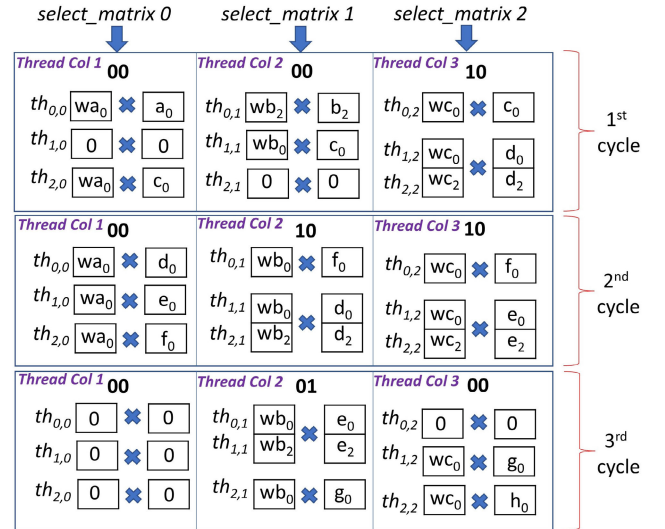 select_matrix 0 select_matrix 1 select_matrix 2
Thread Col 1 00 Thread Col 2 00 Thread Col 3 10
th0,0 wa0 ✖ a0 th0,1 wb2 ✖ b2 th0,2 wc0 ✖ c0
th1,0 0 ✖ 0 th1,1 wb0 ✖ c0 th1,2 wc0 ✖ d0
th2,0 wa0 ✖ c0 th2,1 0 ✖ 0 th2,2 wc2 d2
1st cycle
Thread Col 1 00 Thread Col 2 10 Thread Col 3 10
th0,0 wa0 ✖ d0 th0,1 wb0 ✖ f0 th0,2 wc0 ✖ f0
th1,0 wa0 ✖ e0 th1,1 wb0 ✖ d0 th1,2 wc0 ✖ e0
th2,0 wa0 ✖ f0 th2,1 wb2 d2 th2,2 wc2 e2
2nd cycle
Thread Col 1 00 Thread Col 2 01 Thread Col 3 00
th0,0 0 ✖ 0 th0,1 wb0 ✖ e0 th0,2 0 ✖ 0
th1,0 0 ✖ 0 th1,1 wb2 e2 th1,2 wc0 ✖ g0
th2,0 0 ✖ 0 th2,1 wb0 ✖ g0 th2,2 wc0 ✖ h0
3rd cycle